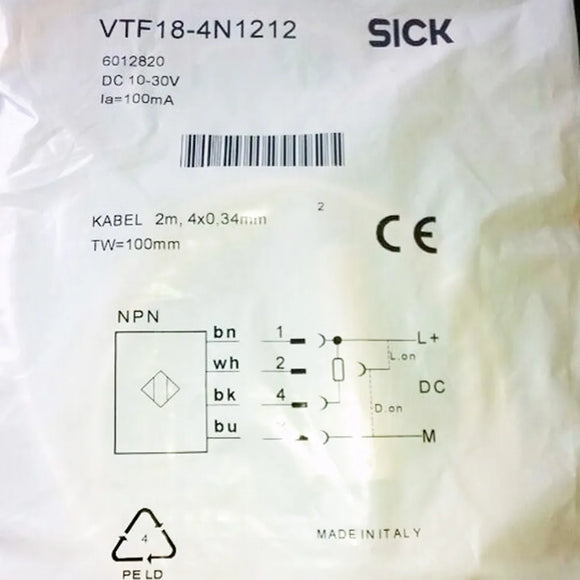 VTF18-4N1212 SICK
6012820
DC 10-30V
Ia=100mA
KABEL 2m, 4x0,34mm 2
TW=100mm
CE
NPN
bn 1 L+
L.on
wh 2
DC
bk 4
D.on
bu M
4
PE LD
MADE IN ITALY